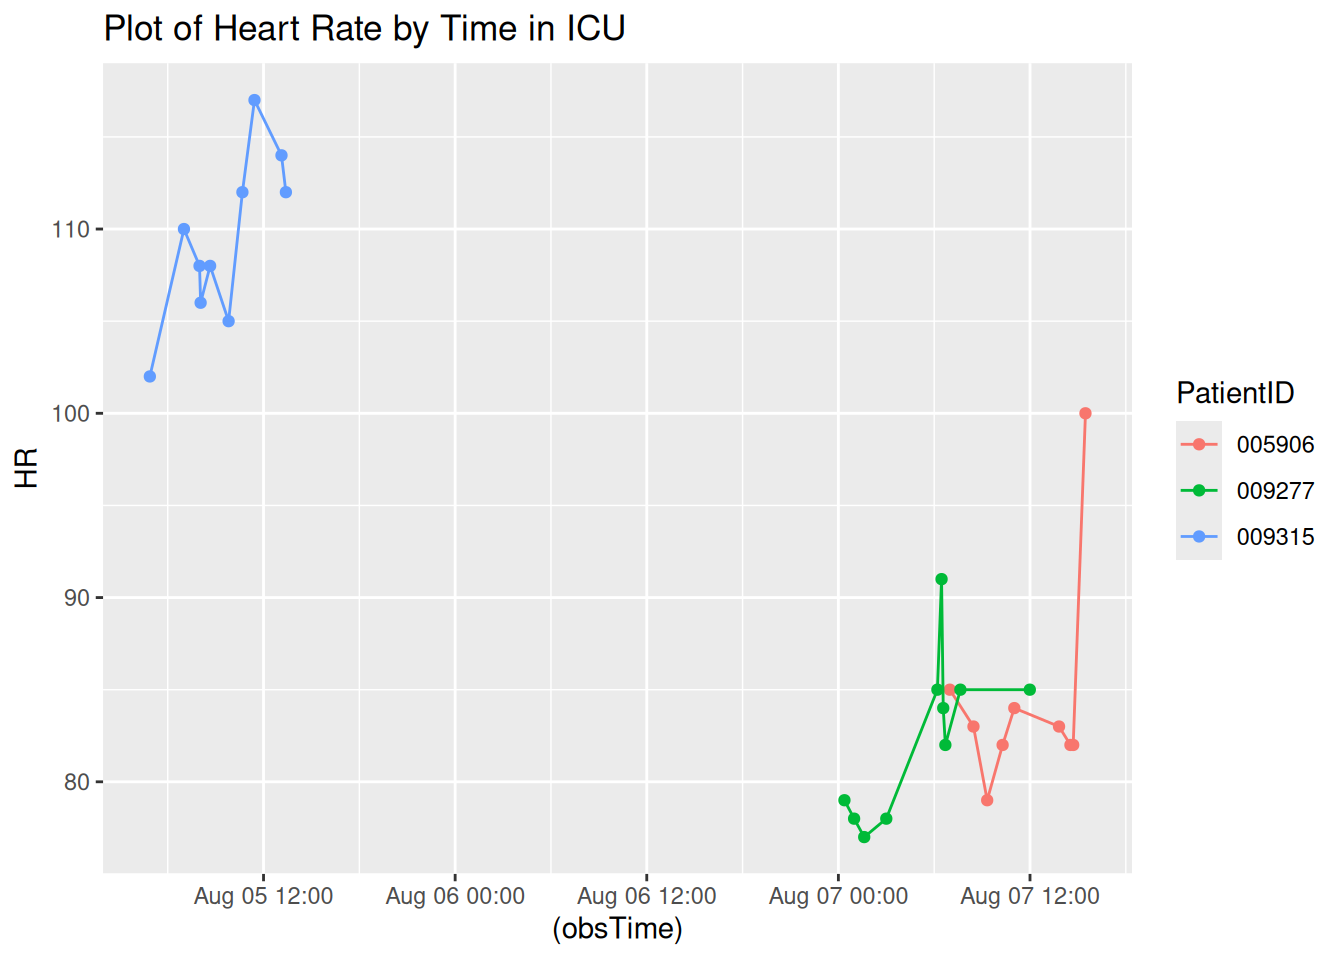 Plot of Heart Rate by Time in ICU
110
100
90
80
HR
Aug 05 12:00
Aug 06 00:00
Aug 06 12:00
Aug 07 00:00
Aug 07 12:00
(obsTime)
PatientID
005906
009277
009315